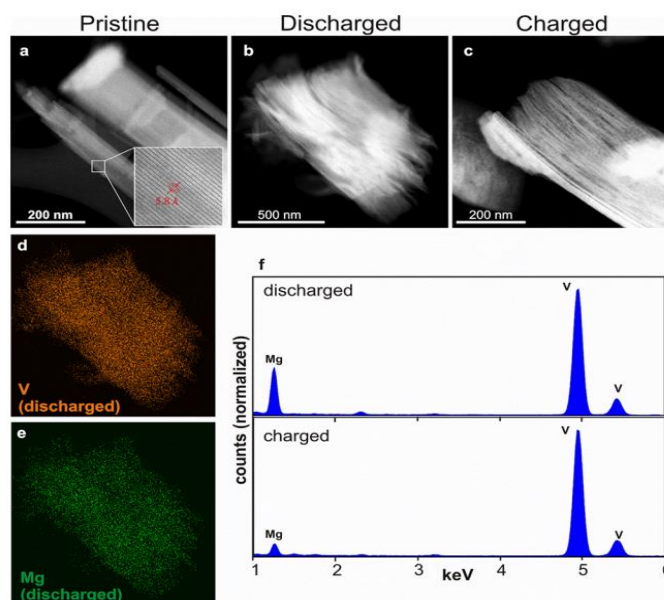 Pristine Discharged Charged
a b c
5.8 Å
200 nm 500 nm 200 nm
d
V
(discharged)
e
Mg
(discharged)
f
discharged
V
Mg
V
charged
V
Mg
V
counts (normalized)
1 2 3 4 5 6
keV